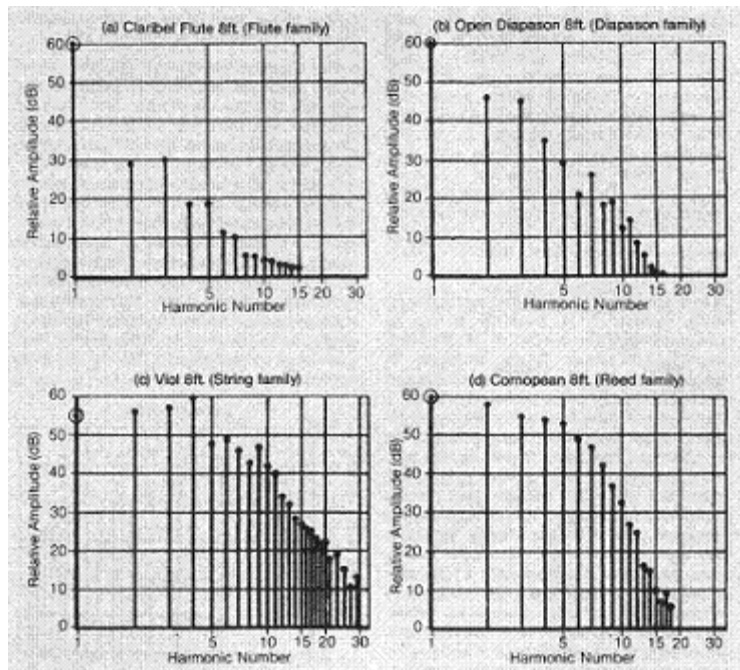 (a) Claribel Flute 8ft. (Flute family)
60
50
40
30
20
10
0
Relative Amplitude (dB)
1 5 10 15 20 30
Harmonic Number
(b) Open Diapason 8ft. (Diapason family)
60
50
40
30
20
10
0
Relative Amplitude (dB)
1 5 10 15 20 30
Harmonic Number
(c) Viol 8ft. (String family)
60
50
40
30
20
10
0
Relative Amplitude (dB)
1 5 10 15 20 30
Harmonic Number
(d) Cornopean 8ft. (Reed family)
60
50
40
30
20
10
0
Relative Amplitude (dB)
1 5 10 15 20 30
Harmonic Number